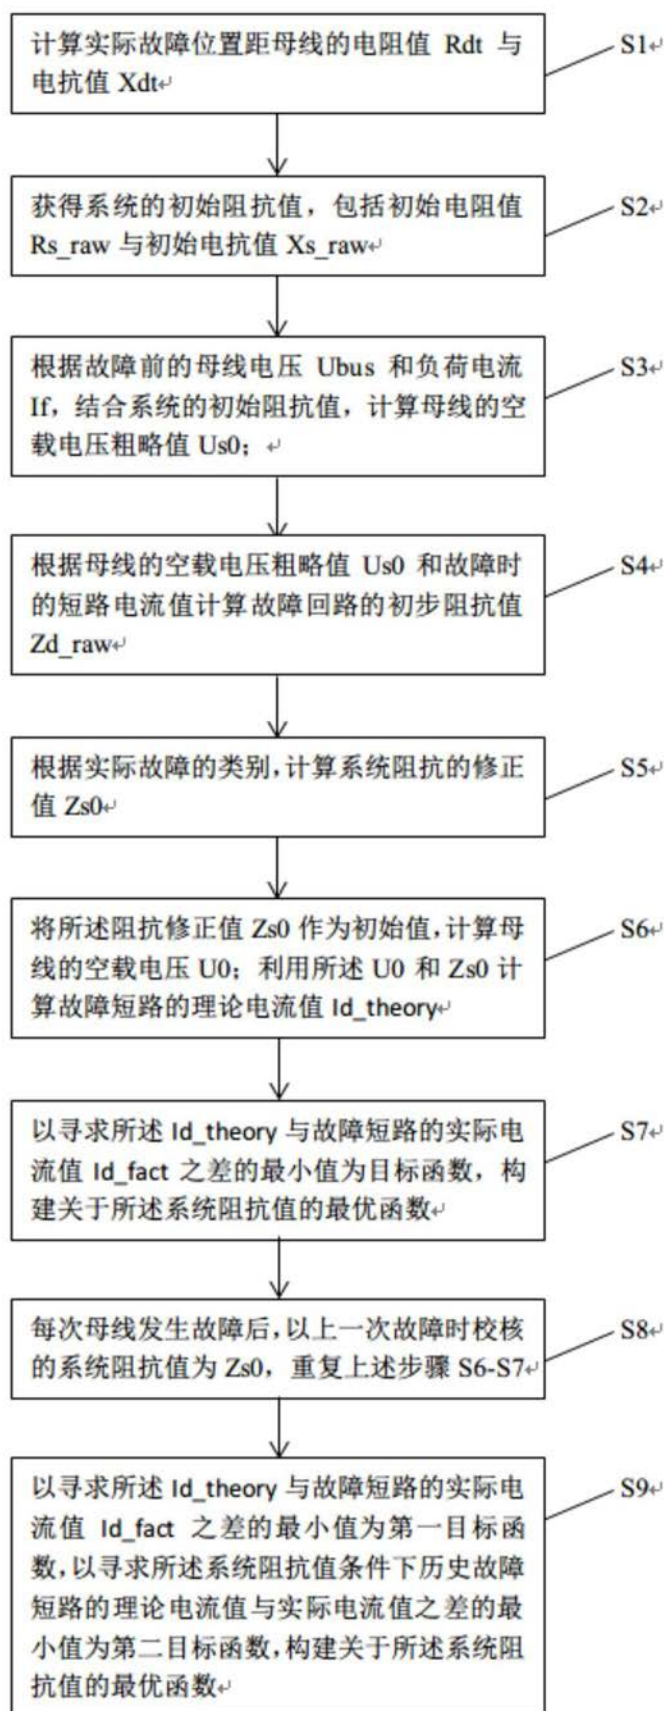 计算实际故障位置距母线的电阻值 Rdt 与
电抗值 Xdt↵
S1↵
获得系统的初始阻抗值，包括初始电阻值
Rs_raw 与初始电抗值 Xs_raw↵
S2↵
根据故障前的母线电压 Ubus 和负荷电流
If，结合系统的初始阻抗值，计算母线的空
载电压粗略值 Us0；↵
S3↵
根据母线的空载电压粗略值 Us0 和故障时
的短路电流值计算故障回路的初步阻抗值
Zd_raw↵
S4↵
根据实际故障的类别，计算系统阻抗的修正
值 Zs0↵
S5↵
将所述阻抗修正值 Zs0 作为初始值，计算母
线的空载电压 U0；利用所述 U0 和 Zs0 计
算故障短路的理论电流值 Id_theory↵
S6↵
以寻求所述 Id_theory 与故障短路的实际电
流值 Id_fact 之差的最小值为目标函数，构
建关于所述系统阻抗值的最优函数↵
S7↵
每次母线发生故障后，以上一次故障时校核
的系统阻抗值为 Zs0，重复上述步骤 S6-S7↵
S8↵
以寻求所述 Id_theory 与故障短路的实际电
流值 Id_fact 之差的最小值为第一目标函
数，以寻求所述系统阻抗值条件下历史故障
短路的理论电流值与实际电流值之差的最
小值为第二目标函数，构建关于所述系统阻
抗值的最优函数↵
S9↵